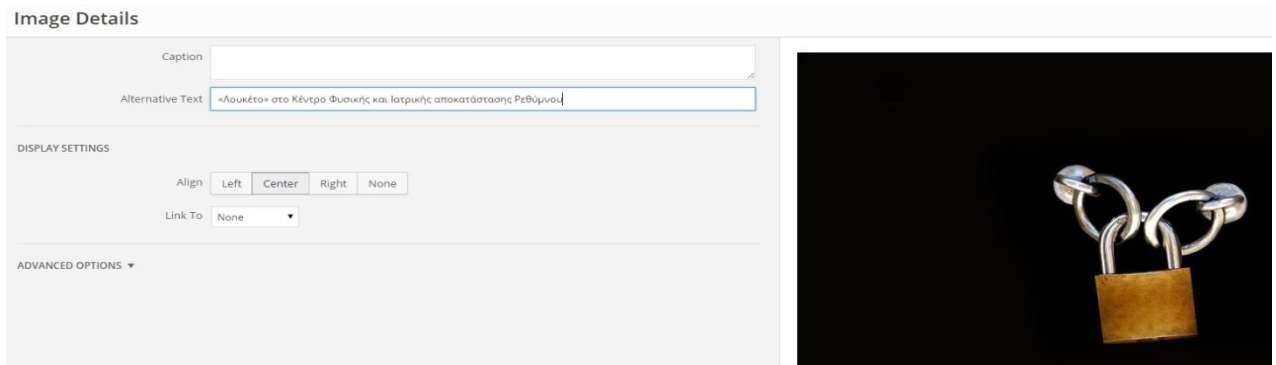 Image Details
Caption
Alternative Text «Λουκέτο» στο Κέντρο Φυσικής και Ιατρικής αποκατάστασης Ρεθύμνου
DISPLAY SETTINGS
Align Left Center Right None
Link To None
ADVANCED OPTIONS